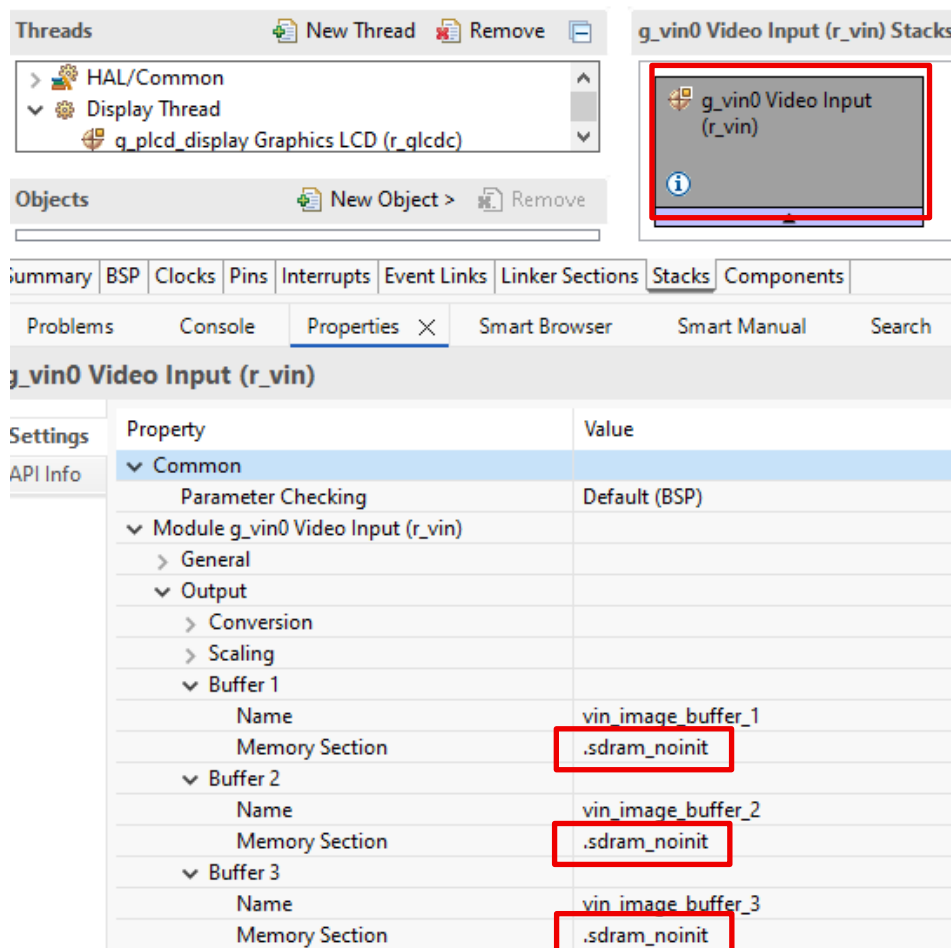 Threads New Thread Remove
g_vin0 Video Input (r_vin) Stacks
HAL/Common
Display Thread
g_plcd_display Graphics LCD (r_glcdc)
g_vin0 Video Input
(r_vin)
Objects New Object > Remove
Summary BSP Clocks Pins Interrupts Event Links Linker Sections Stacks Components
Problems Console Properties Smart Browser Smart Manual Search
g_vin0 Video Input (r_vin)
Settings
API Info
Property Value
Common
Parameter Checking Default (BSP)
Module g_vin0 Video Input (r_vin)
General
Output
Conversion
Scaling
Buffer 1
Name vin_image_buffer_1
Memory Section .sdram_noinit
Buffer 2
Name vin_image_buffer_2
Memory Section .sdram_noinit
Buffer 3
Name vin_image_buffer_3
Memory Section .sdram_noinit